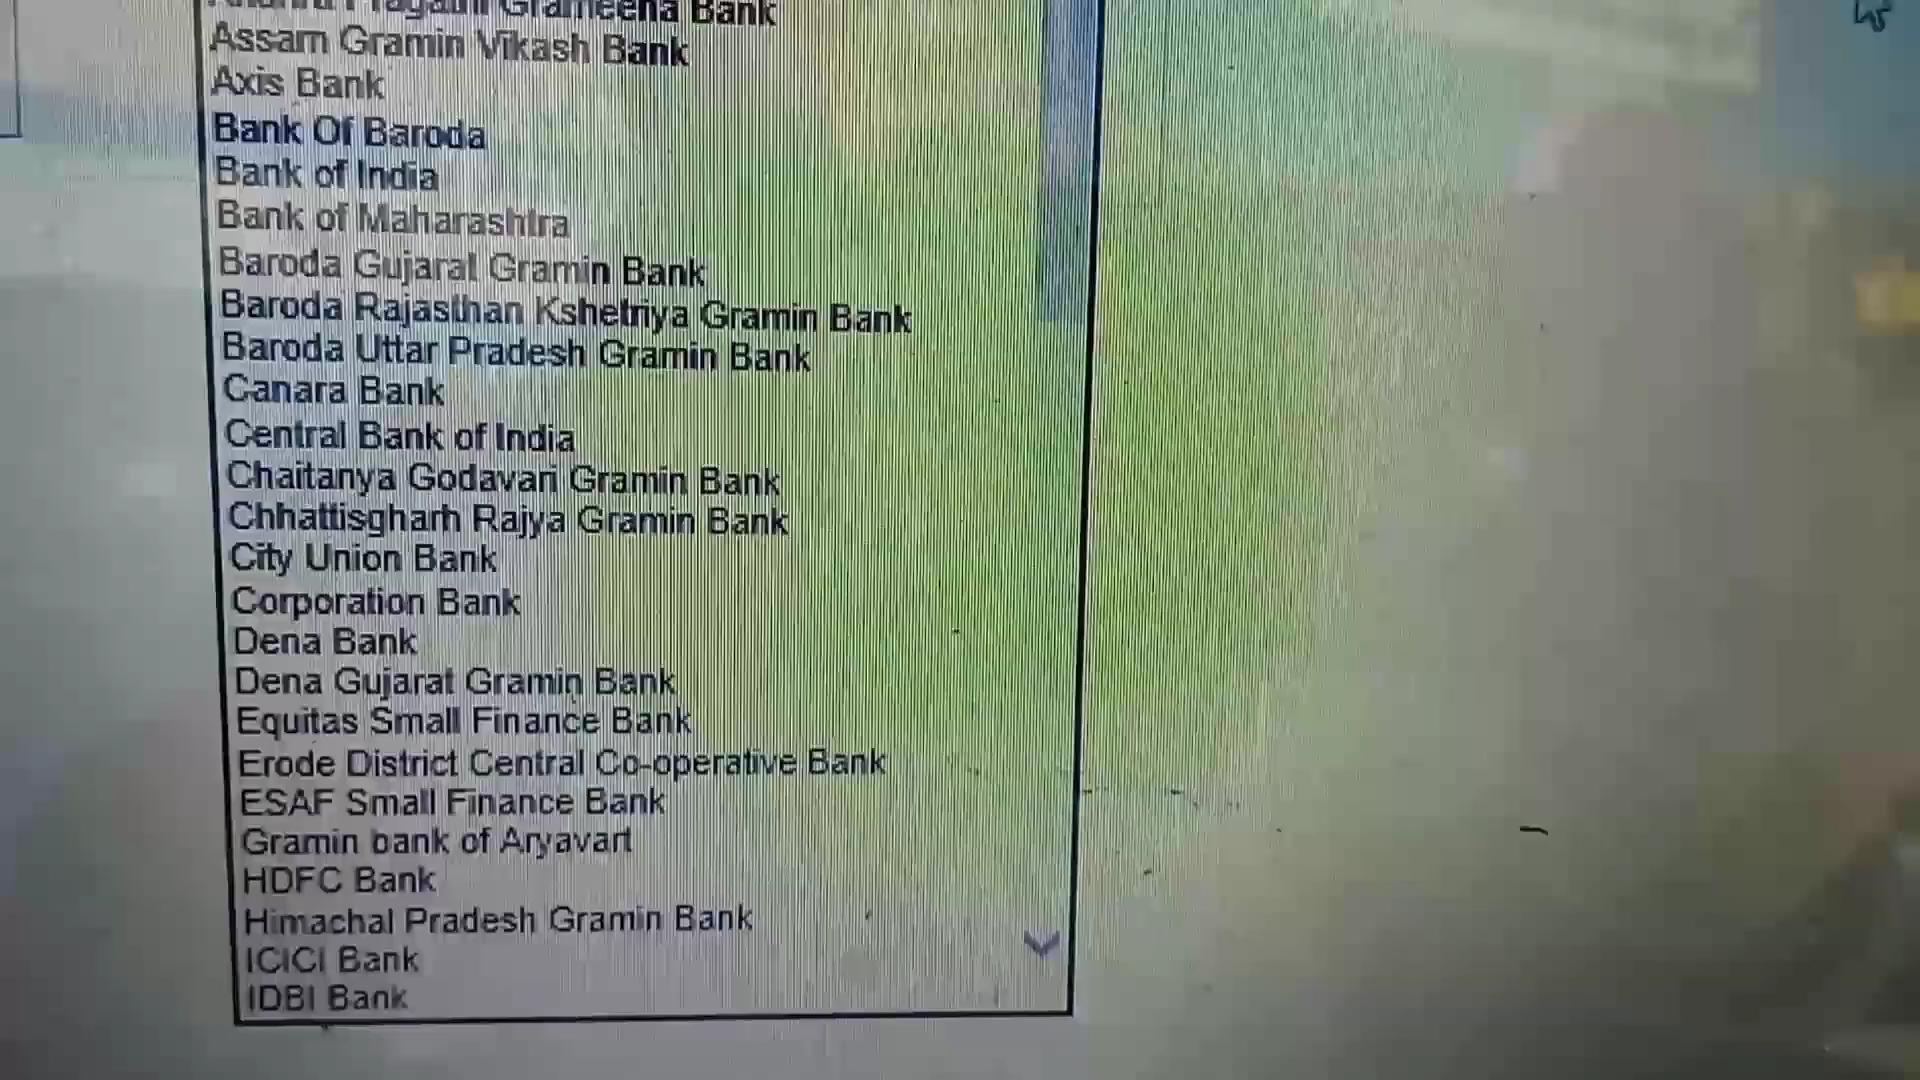 Grameena Bank
Assam Gramin Vikash Bank
Axis Bank
Bank Of Baroda
Bank of India
Bank of Maharashtra
Baroda Gujarat Gramin Bank
Baroda Rajasthan Kshetriya Gramin Bank
Baroda Uttar Pradesh Gramin Bank
Canara Bank
Central Bank of India
Chaitanya Godavari Gramin Bank
Chhattisgharh Rajya Gramin Bank
City Union Bank
Corporation Bank
Dena Bank
Dena Gujarat Gramin Bank
Equitas Small Finance Bank
Erode District Central Co-operative Bank
ESAF Small Finance Bank
Gramin bank of Aryavart
HDFC Bank
Himachal Pradesh Gramin Bank
ICICI Bank
IDBI Bank